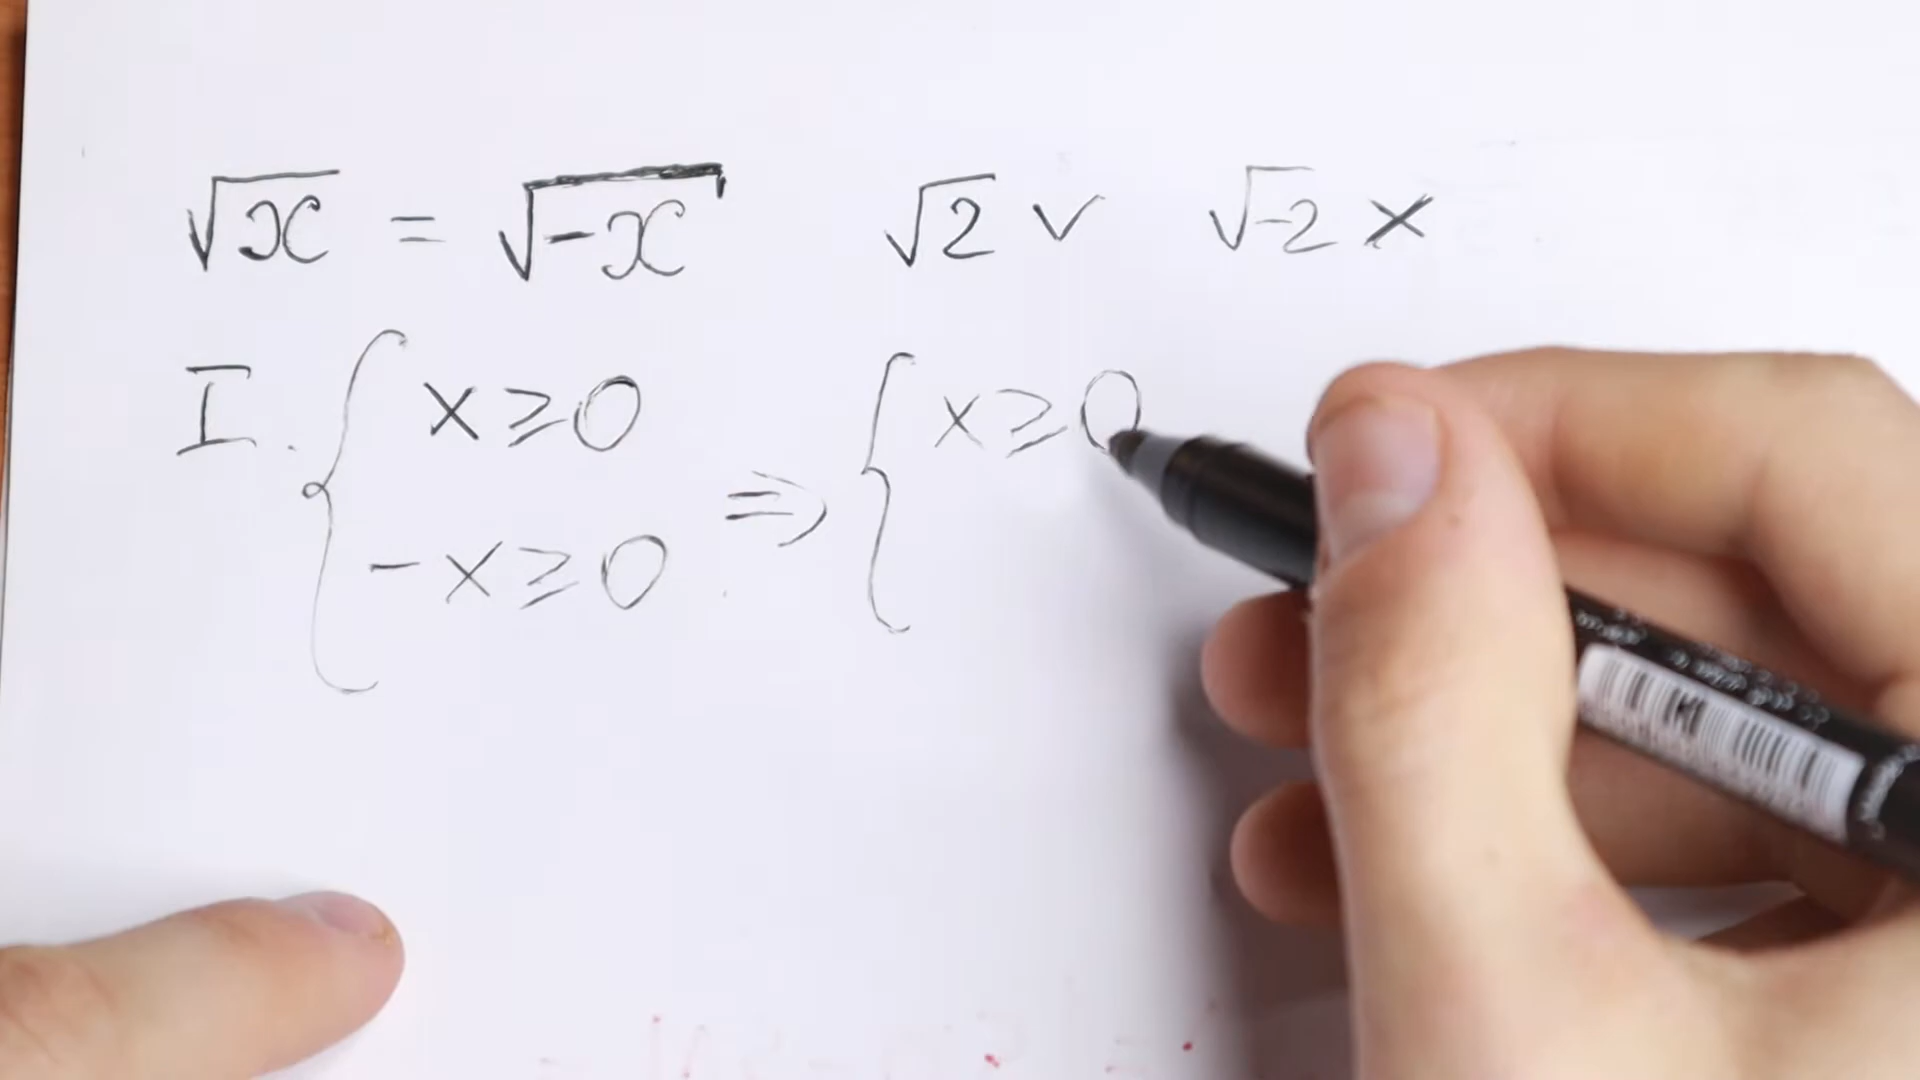 √x = √-x √2 ✓ √-2 ×
I. { x ≥ 0 ⇒ { x ≥ 0
-x ≥ 0